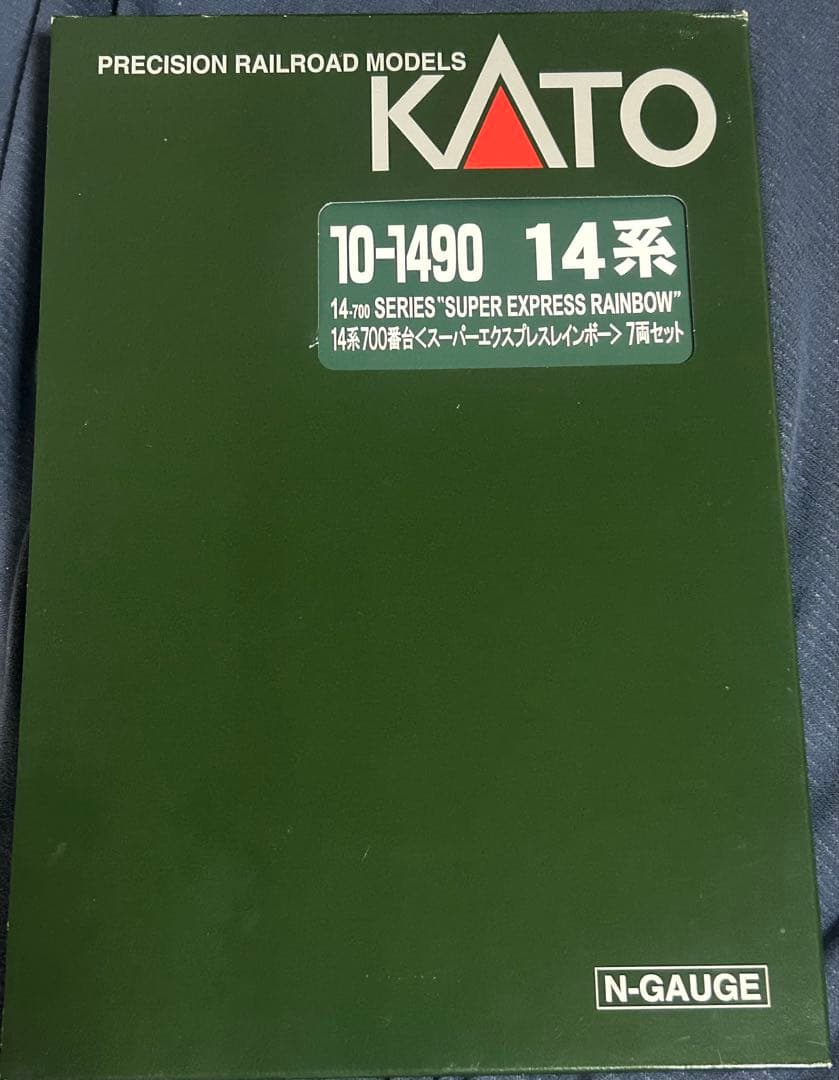 PRECISION RAILROAD MODELS
KATO
10-1490 14系
14-700 SERIES "SUPER EXPRESS RAINBOW"
14系700番台<スーパーエクスプレスレインボー> 7両セット
N-GAUGE